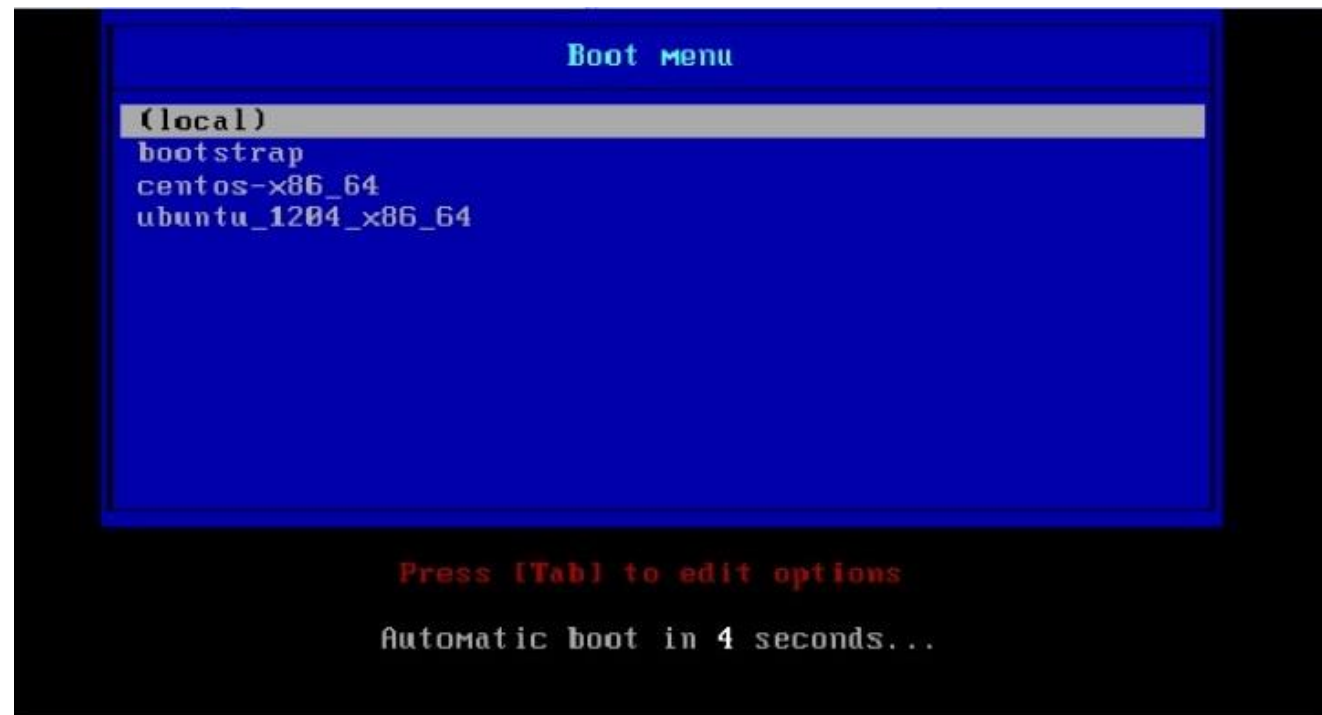 Boot menu
(local)
bootstrap
centos-x86_64
ubuntu_1204_x86_64
Press [Tab] to edit options
Automatic boot in 4 seconds...